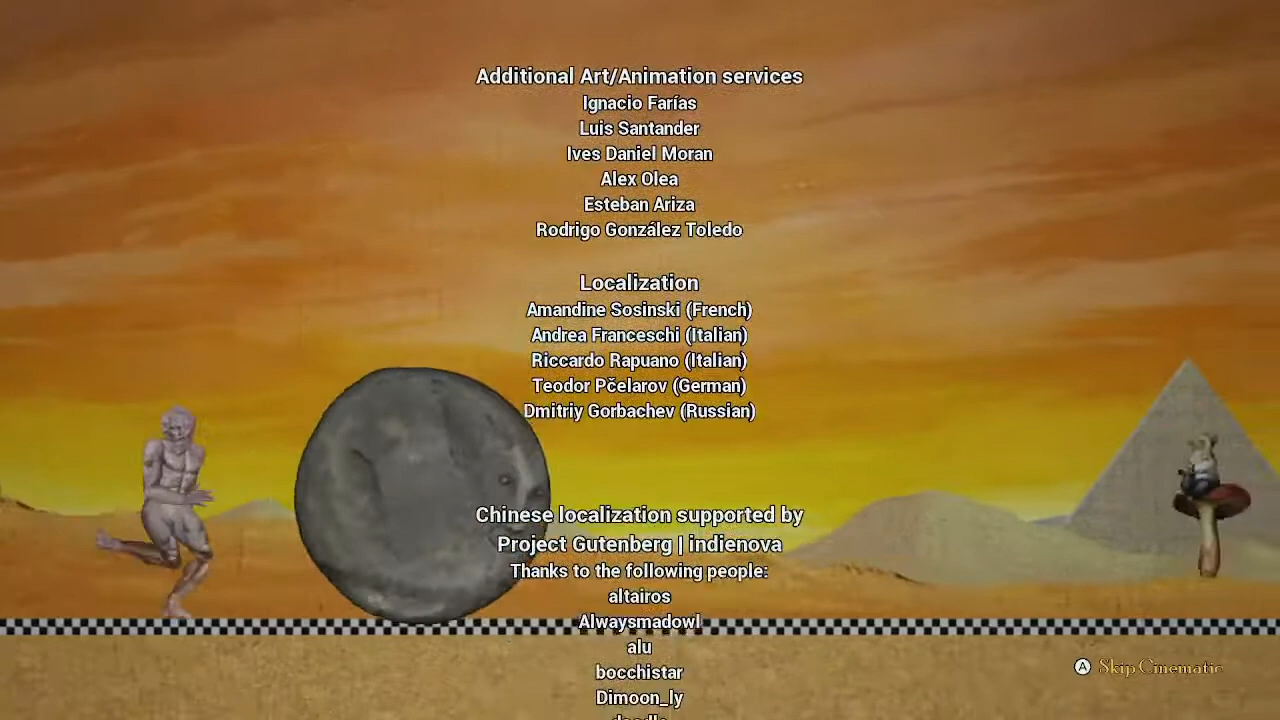 Additional Art/Animation services
Ignacio Farías
Luis Santander
Ives Daniel Moran
Alex Olea
Esteban Ariza
Rodrigo González Toledo
Localization
Amandine Sosinski (French)
Andrea Franceschi (Italian)
Riccardo Rapuano (Italian)
Teodor Pčelarov (German)
Dmitriy Gorbachev (Russian)
Chinese localization supported by
Project Gutenberg | indienova
Thanks to the following people:
altairos
Alwaysmadowl
alu
bocchistar
Dimoon_ly
A Skip Cinematic